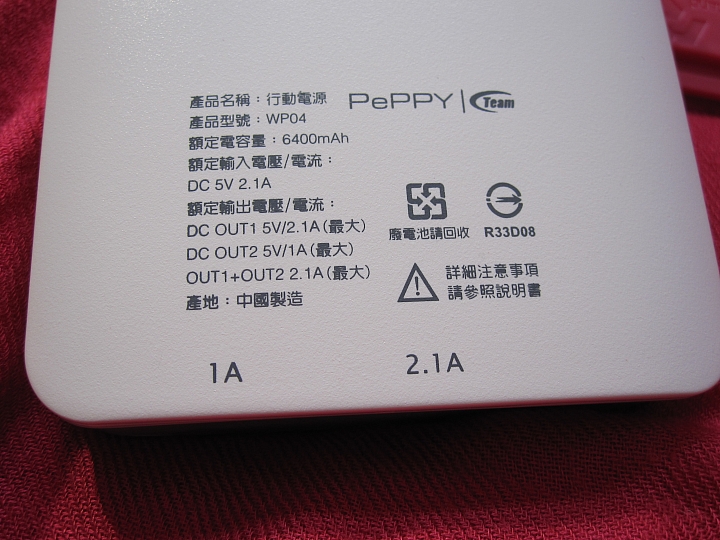 產品名稱：行動電源 PePPY | Team
產品型號：WP04
額定電容量：6400mAh
額定輸入電壓/電流：
DC 5V 2.1A
額定輸出電壓/電流：
DC OUT1 5V/2.1A(最大)
DC OUT2 5V/1A(最大)
OUT1+OUT2 2.1A(最大)
產地：中國製造
廢電池請回收
R33D08
詳細注意事項
請參照說明書
1A
2.1A